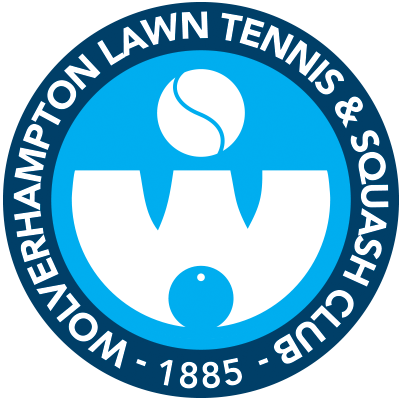 WOLVERHAMPTON LAWN TENNIS & SQUASH CLUB
- 1885 -